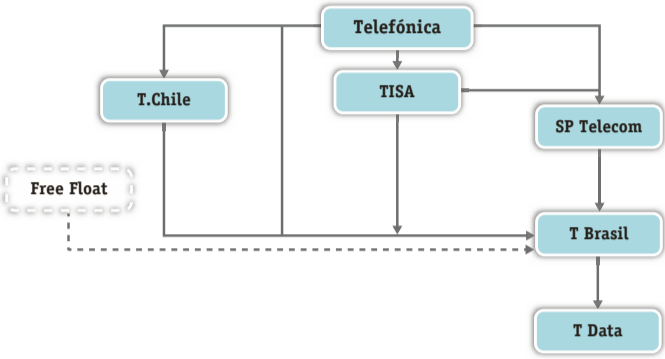 Telefónica
TISA
T.Chile
SP Telecom
Free Float
T Brasil
T Data